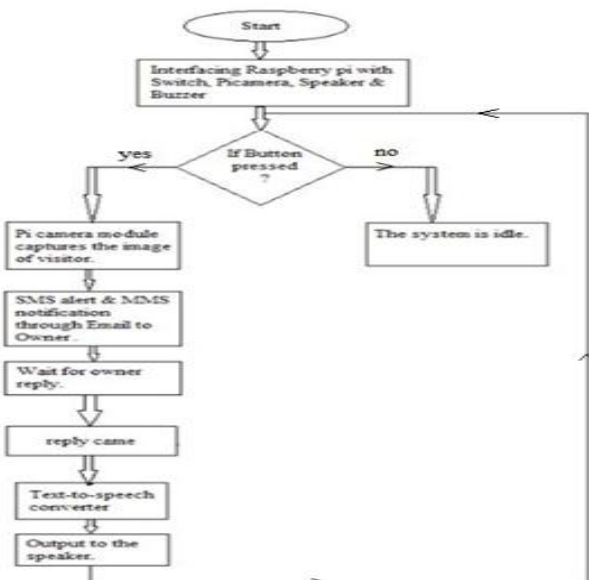 Start
Interfacing Raspberry pi with
Switch, Picamera, Speaker &
Buzzer
If Button
pressed
?
yes
no
Pi camera module
captures the image
of visitor.
The system is idle.
SMS alert & MMS
notification
through Email to
Owner.
Wait for owner
reply.
reply came
Text-to-speech
converter
Output to the
speaker.